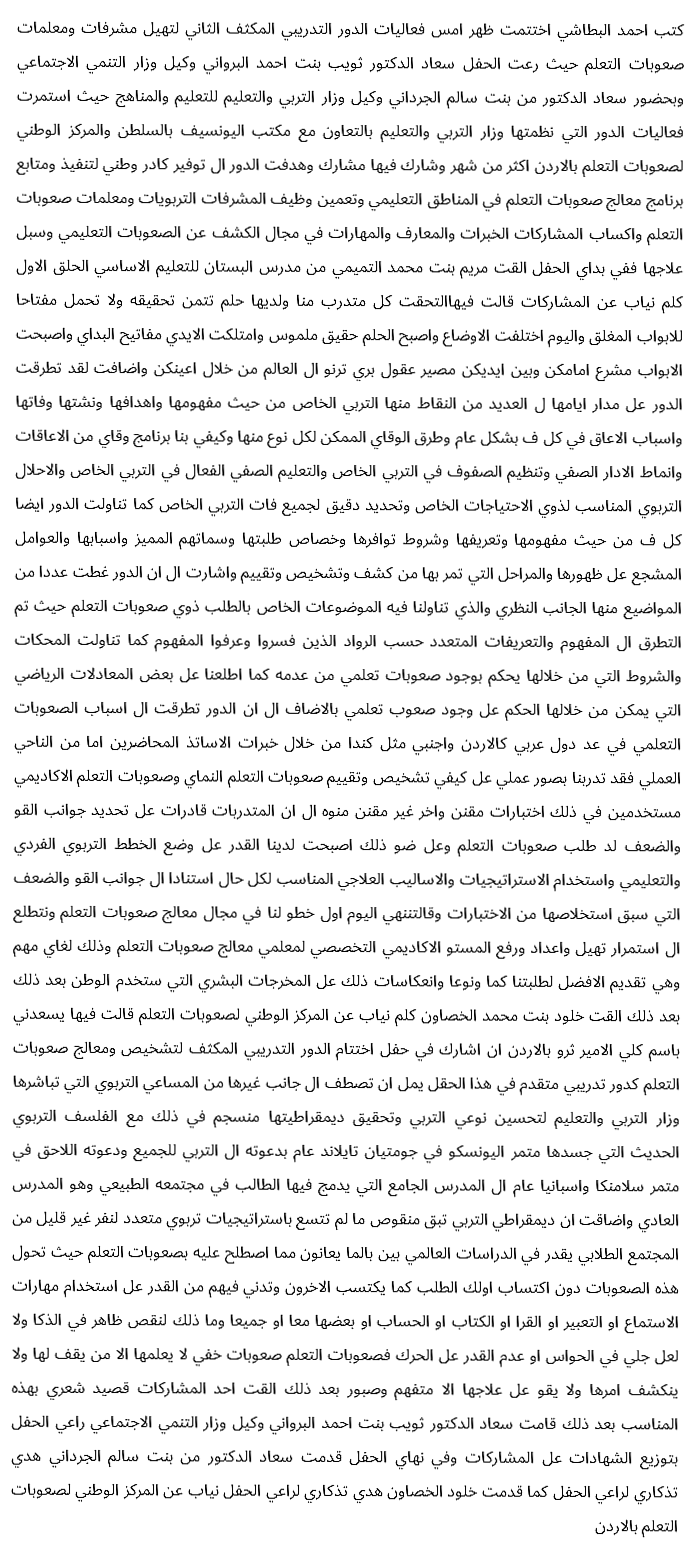 كتب احمد البطاشي اختتمت ظهر امس فعاليات الدور التدريبي المكثف الثاني لتهيل مشرفات ومعلمات
صعوبات التعلم حيث رعت الحفل سعاد الدكتور ثويب بنت احمد البرواني وكيل وزار التنمي الاجتماعي
وبحضور سعاد الدكتور من بنت سالم الجرداني وكيل وزار التربي والتعليم للتعليم والمناهج حيث استمرت
فعاليات الدور التي نظمتها وزار التربي والتعليم بالتعاون مع مكتب اليونسيف بالسلطن والمركز الوطني
لصعوبات التعلم بالاردن اكثر من شهر وشارك فيها مشارك وهدفت الدور ال توفير كادر وطني لتنفيذ ومتابع
برنامج معالج صعوبات التعلم في المناطق التعليمي وتعمين وظيف المشرفات التربويات ومعلمات صعوبات
التعلم واكساب المشاركات الخبرات والمعارف والمهارات في مجال الكشف عن الصعوبات التعليمي وسبل
علاجها ففي بداي الحفل القت مريم بنت محمد التميمي من مدرس البستان للتعليم الاساسي الحلق الاول
كلم نياب عن المشاركات قالت فيهاالتحقت كل متدرب منا ولديها حلم تتمن تحقيقه ولا تحمل مفتاحا
للابواب المغلق واليوم اختلفت الاوضاع واصبح الحلم حقيق ملموس وامتلكت الايدي مفاتيح البداي واصبحت
الابواب مشرع امامكن وبين ايديكن مصير عقول بري ترنو ال العالم من خلال اعينكن واضافت لقد تطرقت
الدور عل مدار ايامها ل العديد من النقاط منها التربي الخاص من حيث مفهومها واهدافها ونشتها وفاتها
واسباب الاعاق في كل ف بشكل عام وطرق الوقاي الممكن لكل نوع منها وكيفي بنا برنامج وقاي من الاعاقات
وانماط الادار الصفي وتنظيم الصفوف في التربي الخاص والتعليم الصفي الفعال في التربي الخاص والاحلال
التربوي المناسب لذوي الاحتياجات الخاص وتحديد دقيق لجميع فات التربي الخاص كما تناولت الدور ايضا
كل ف من حيث مفهومها وتعريفها وشروط توافرها وخصاص طلبتها وسماتهم المميز واسبابها والعوامل
المشجع عل ظهورها والمراحل التي تمر بها من كشف وتشخيص وتقييم واشارت ال ان الدور غطت عددا من
المواضيع منها الجانب النظري والذي تناولنا فيه الموضوعات الخاص بالطلب ذوي صعوبات التعلم حيث تم
التطرق ال المفهوم والتعريفات المتعدد حسب الرواد الذين فسروا وعرفوا المفهوم كما تناولت المحكات
والشروط التي من خلالها يحكم بوجود صعوبات تعلمي من عدمه كما اطلعنا عل بعض المعادلات الرياضي
التي يمكن من خلالها الحكم عل وجود صعوب تعلمي بالاضاف ال ان الدور تطرقت ال اسباب الصعوبات
التعلمي في عد دول عربي كالاردن واجنبي مثل كندا من خلال خبرات الاساتذ المحاضرين اما من الناحي
العملي فقد تدربنا بصور عملي عل كيفي تشخيص وتقييم صعوبات التعلم النماي وصعوبات التعلم الاكاديمي
مستخدمين في ذلك اختبارات مقنن واخر غير مقنن منوه ال ان المتدربات قادرات عل تحديد جوانب القو
والضعف لد طلب صعوبات التعلم وعل ضو ذلك اصبحت لدينا القدر عل وضع الخطط التربوي الفردي
والتعليمي واستخدام الاستراتيجيات والاساليب العلاجي المناسب لكل حال استنادا ال جوانب القو والضعف
التي سبق استخلاصها من الاختبارات وقالتننهي اليوم اول خطو لنا في مجال معالج صعوبات التعلم ونتطلع
ال استمرار تهيل واعداد ورفع المستو الاكاديمي التخصصي لمعلمي معالج صعوبات التعلم وذلك لغاي مهم
وهي تقديم الافضل لطلبتنا كما ونوعا وانعكاسات ذلك عل المخرجات البشري التي ستخدم الوطن بعد ذلك
بعد ذلك القت خلود بنت محمد الخصاون كلم نياب عن المركز الوطني لصعوبات التعلم قالت فيها يسعدني
باسم كلي الامير ثرو بالاردن ان اشارك في حفل اختتام الدور التدريبي المكثف لتشخيص ومعالج صعوبات
التعلم كدور تدريبي متقدم في هذا الحقل يمل ان تصطف ال جانب غيرها من المساعي التربوي التي تباشرها
وزار التربي والتعليم لتحسين نوعي التربي وتحقيق ديمقراطيتها منسجم في ذلك مع الفلسف التربوي
الحديث التي جسدها متمر اليونسكو في جومتيان تايلاند عام بدعوته ال التربي للجميع ودعوته اللاحق في
متمر سلامنكا واسبانيا عام ال المدرس الجامع التي يدمج فيها الطالب في مجتمعه الطبيعي وهو المدرس
العادي واضاقت ان ديمقراطي التربي تبق منقوص ما لم تتسع باستراتيجيات تربوي متعدد لنفر غير قليل من
المجتمع الطلابي يقدر في الدراسات العالمي بين بالما يعانون مما اصطلح عليه بصعوبات التعلم حيث تحول
هذه الصعوبات دون اكتساب اولك الطلب كما يكتسب الاخرون وتدني فيهم من القدر عل استخدام مهارات
الاستماع او التعبير او القرا او الكتاب او الحساب او بعضها معا او جميعا وما ذلك لنقص ظاهر في الذكا ولا
لعل جلي في الحواس او عدم القدر عل الحرك فصعوبات التعلم صعوبات خفي لا يعلمها الا من يقف لها ولا
ينكشف امرها ولا يقو عل علاجها الا متفهم وصبور بعد ذلك القت احد المشاركات قصيد شعري بهذه
المناسب بعد ذلك قامت سعاد الدكتور ثويب بنت احمد البرواني وكيل وزار التنمي الاجتماعي راعي الحفل
بتوزيع الشهادات عل المشاركات وفي نهاي الحفل قدمت سعاد الدكتور من بنت سالم الجرداني هدي
تذكاري لراعي الحفل كما قدمت خلود الخصاون هدي تذكاري لراعي الحفل نياب عن المركز الوطني لصعوبات
التعلم بالاردن